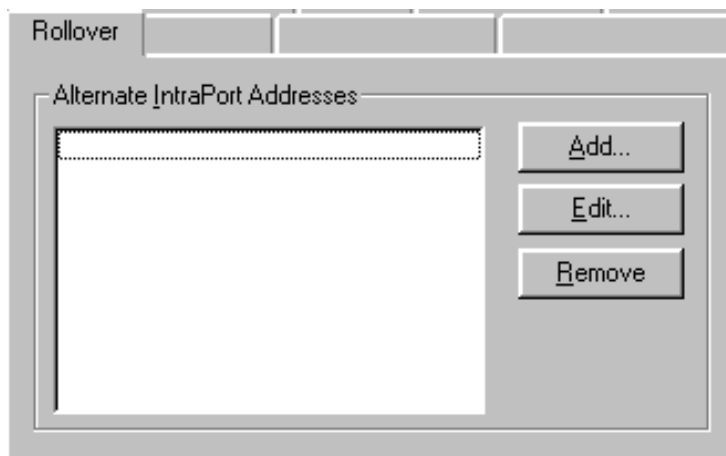 Rollover
Alternate IntraPort Addresses
Add...
Edit...
Remove